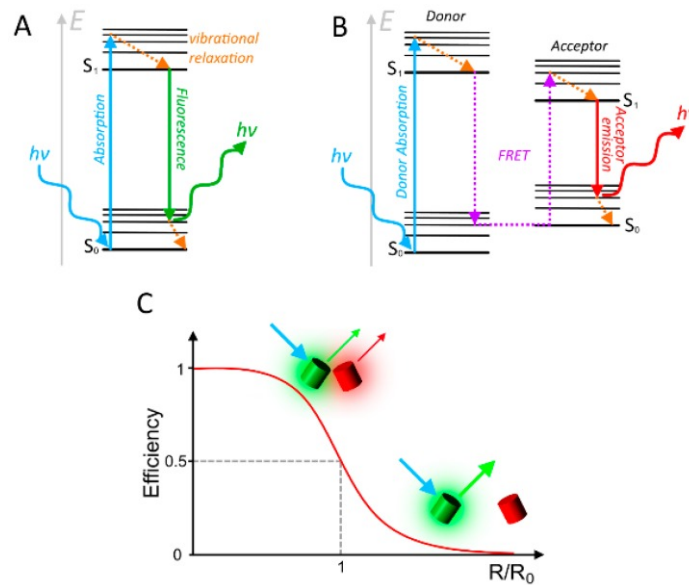 A
E
vibrational
relaxation
S1
Absorption
Fluorescence
hν
hν
S0
B
E
Donor
Acceptor
S1
S1
Donor Absorption
FRET
Acceptor
emission
hν
hν
S0
S0
C
Efficiency
1
0.5
0
1
R/R0